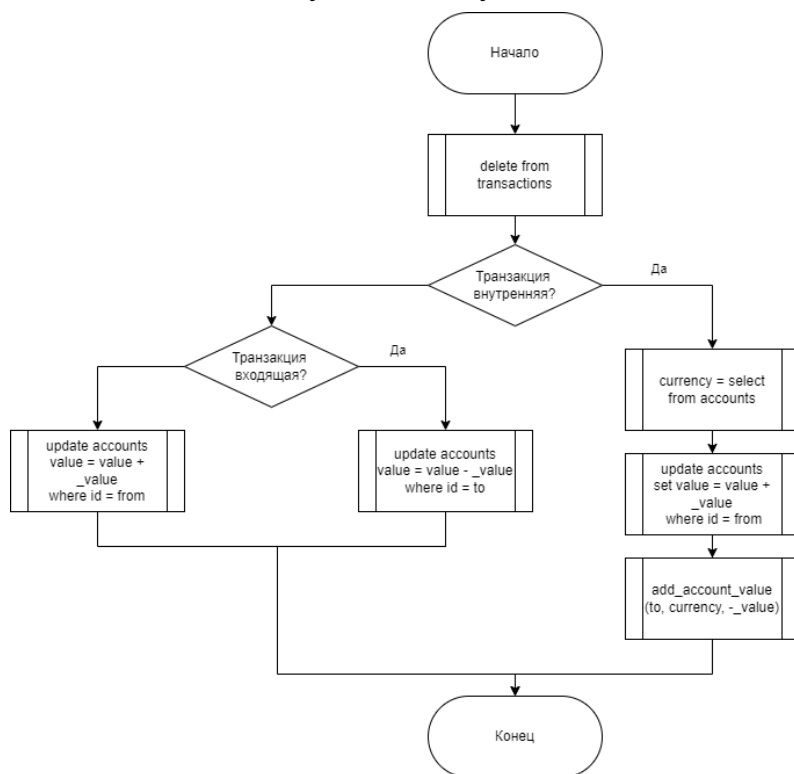 Начало
delete from
transactions
Транзакция
внутренняя?
Да
Транзакция
входящая?
Да
currency = select
from accounts
update accounts
value = value +
_value
where id = from
update accounts
value = value - _value
where id = to
update accounts
set value = value +
_value
where id = from
add_account_value
(to, currency, -_value)
Конец